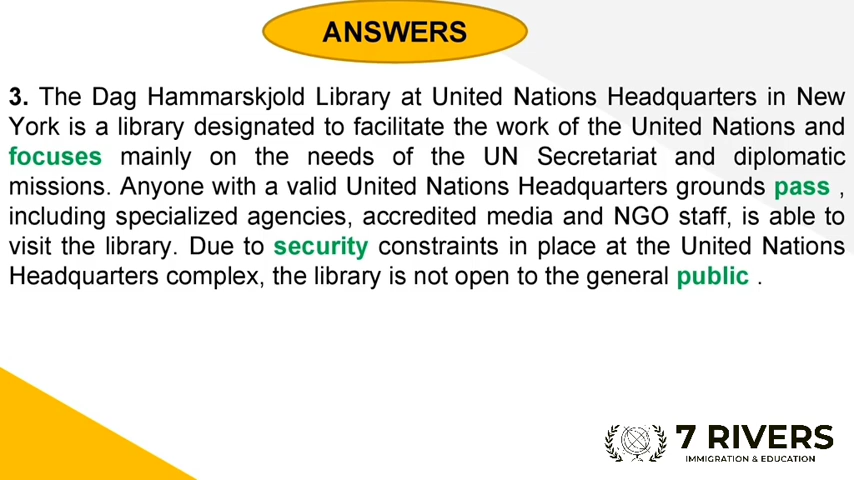 ANSWERS
3. The Dag Hammarskjold Library at United Nations Headquarters in New
York is a library designated to facilitate the work of the United Nations and
focuses mainly on the needs of the UN Secretariat and diplomatic
missions. Anyone with a valid United Nations Headquarters grounds pass ,
including specialized agencies, accredited media and NGO staff, is able to
visit the library. Due to security constraints in place at the United Nations
Headquarters complex, the library is not open to the general public .
7 RIVERS
IMMIGRATION & EDUCATION